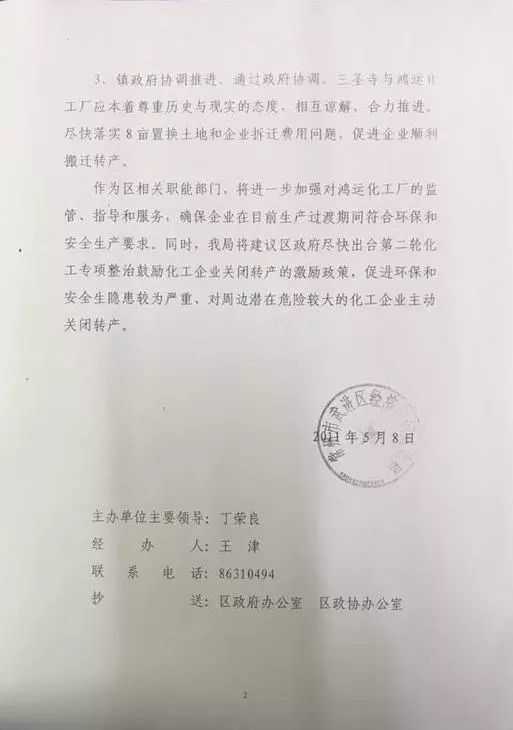 3、镇政府协调推进。通过政府协调，三圣寺与鸿运化
工厂应本着尊重历史与现实的态度，相互谅解，合力推进，
尽快落实8亩置换土地和企业拆迁费用问题，促进企业顺利
搬迁转产。
作为区相关职能部门，将进一步加强对鸿运化工厂的监
管、指导和服务，确保企业在目前生产过渡期间符合环保和
安全生产要求。同时，我局将建议区政府尽快出台第二轮化
工专项整治鼓励化工企业关闭转产的激励政策，促进环保和
安全生隐患较为严重、对周边潜在危险较大的化工企业主动
关闭转产。
常州市武进区经济
2011年5月8日
主办单位主要领导：丁荣良
经办人：王津
联系电话：86310494
抄送：区政府办公室 区政协办公室
2